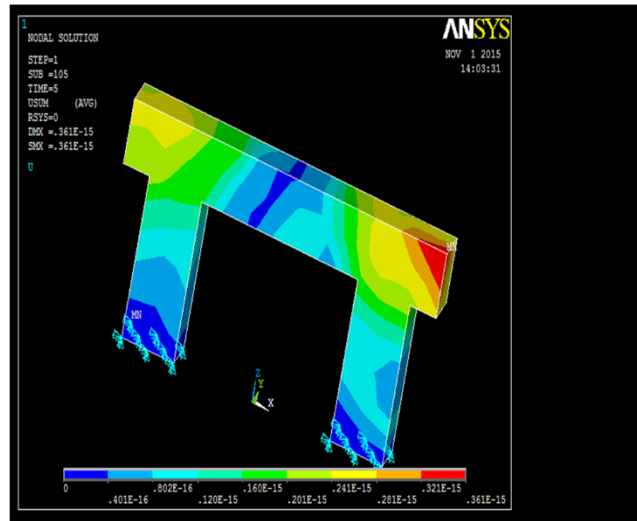 1
ANSYS
NODAL SOLUTION
NOV 1 2015
14:03:31
STEP=1
SUB =105
TIME=5
USUM (AVG)
RSYS=0
DMX =.361E-15
SMX =.361E-15
U
MN
Z
Y
X
0 .802E-16 .160E-15 .241E-15 .321E-15
.401E-16 .120E-15 .201E-15 .281E-15 .361E-15